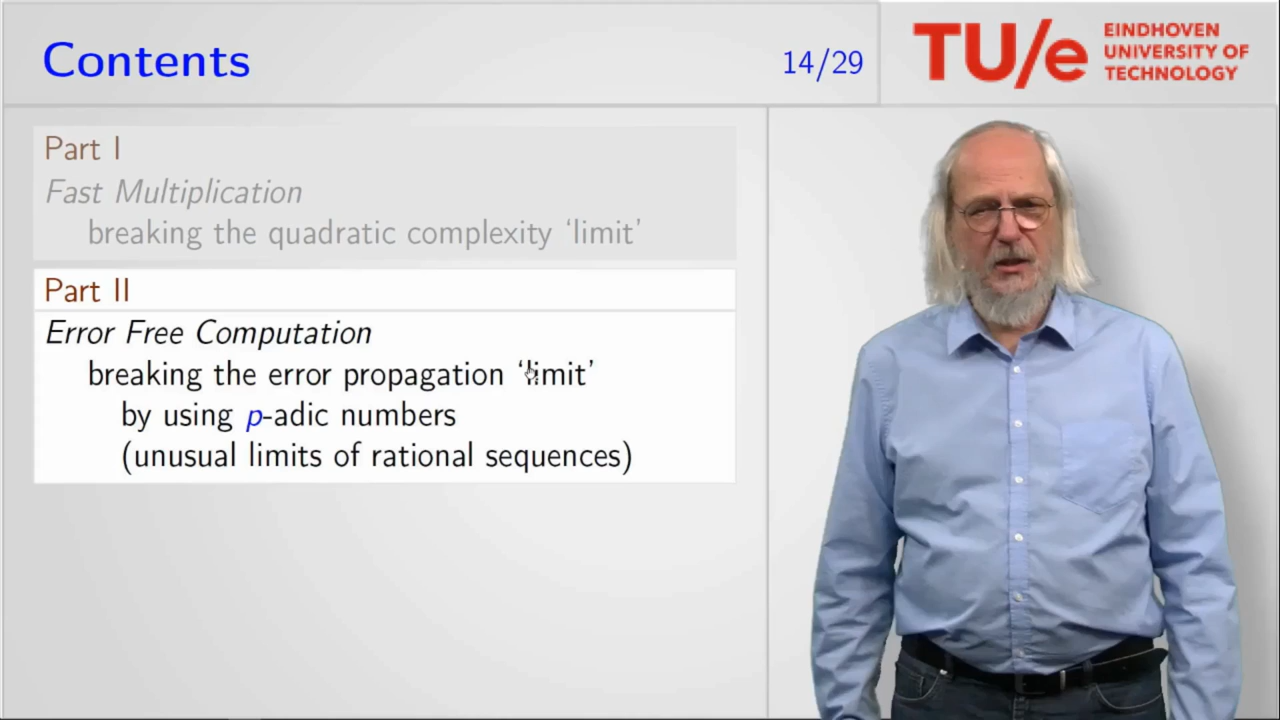 Contents
14/29
TU/e
EINDHOVEN
UNIVERSITY OF
TECHNOLOGY
Part I
Fast Multiplication
breaking the quadratic complexity ‘limit’
Part II
Error Free Computation
breaking the error propagation ‘limit’
by using p-adic numbers
(unusual limits of rational sequences)